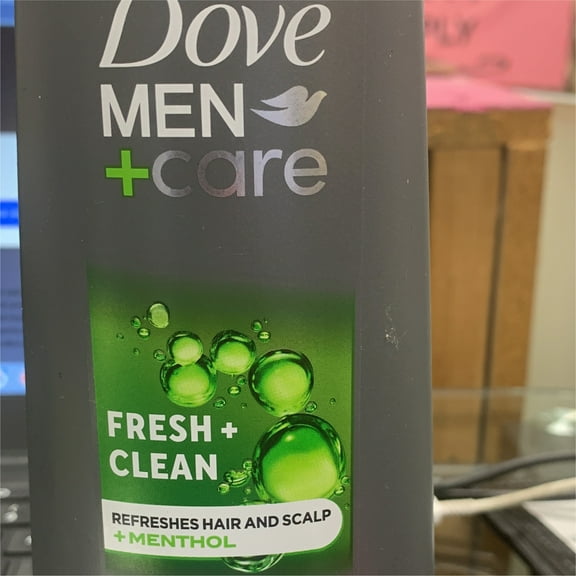 Dove
MEN
+care
FRESH +
CLEAN
REFRESHES HAIR AND SCALP
+ MENTHOL